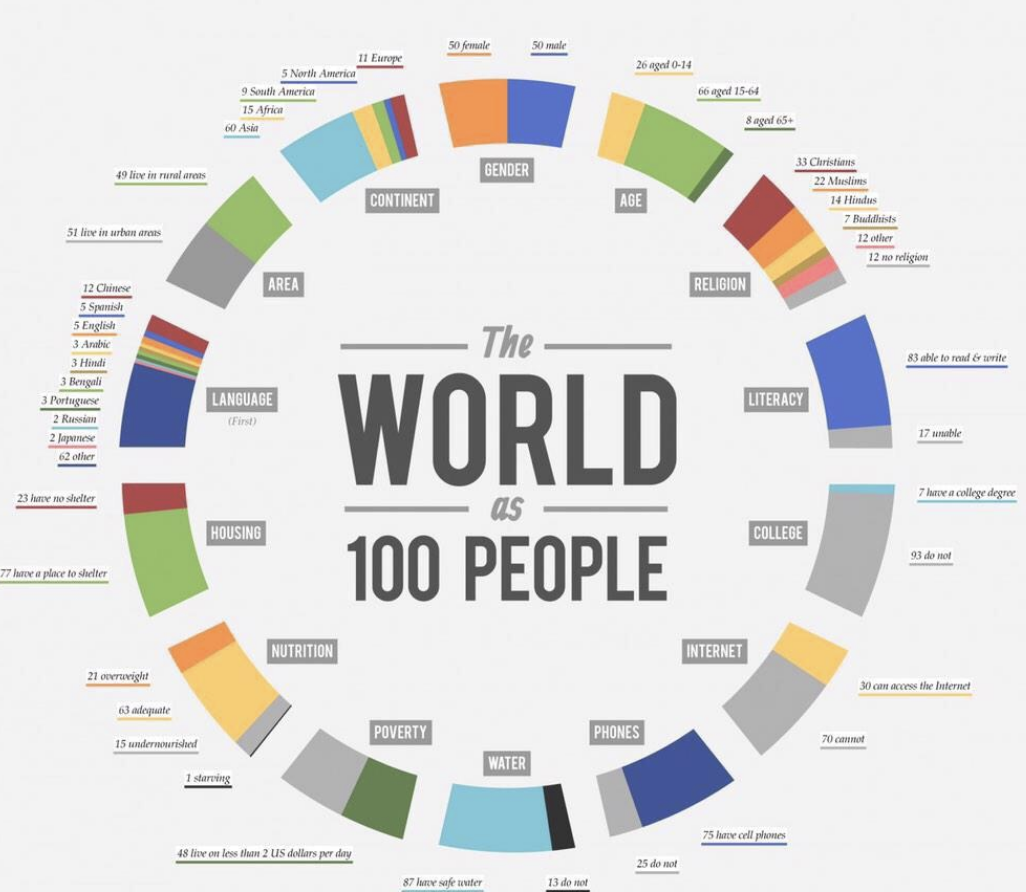 The
WORLD
as
100 PEOPLE
50 female
50 male
GENDER
26 aged 0-14
66 aged 15-64
8 aged 65+
AGE
33 Christians
22 Muslims
14 Hindus
7 Buddhists
12 other
12 no religion
RELIGION
83 able to read & write
17 unable
LITERACY
7 have a college degree
93 do not
COLLEGE
30 can access the Internet
70 cannot
INTERNET
75 have cell phones
25 do not
PHONES
87 have safe water
13 do not
WATER
48 live on less than 2 US dollars per day
POVERTY
21 overweight
63 adequate
15 undernourished
1 starving
NUTRITION
23 have no shelter
77 have a place to shelter
HOUSING
12 Chinese
5 Spanish
5 English
3 Arabic
3 Hindi
3 Bengali
3 Portuguese
2 Russian
2 Japanese
62 other
LANGUAGE
(First)
49 live in rural areas
51 live in urban areas
AREA
11 Europe
5 North America
9 South America
15 Africa
60 Asia
CONTINENT